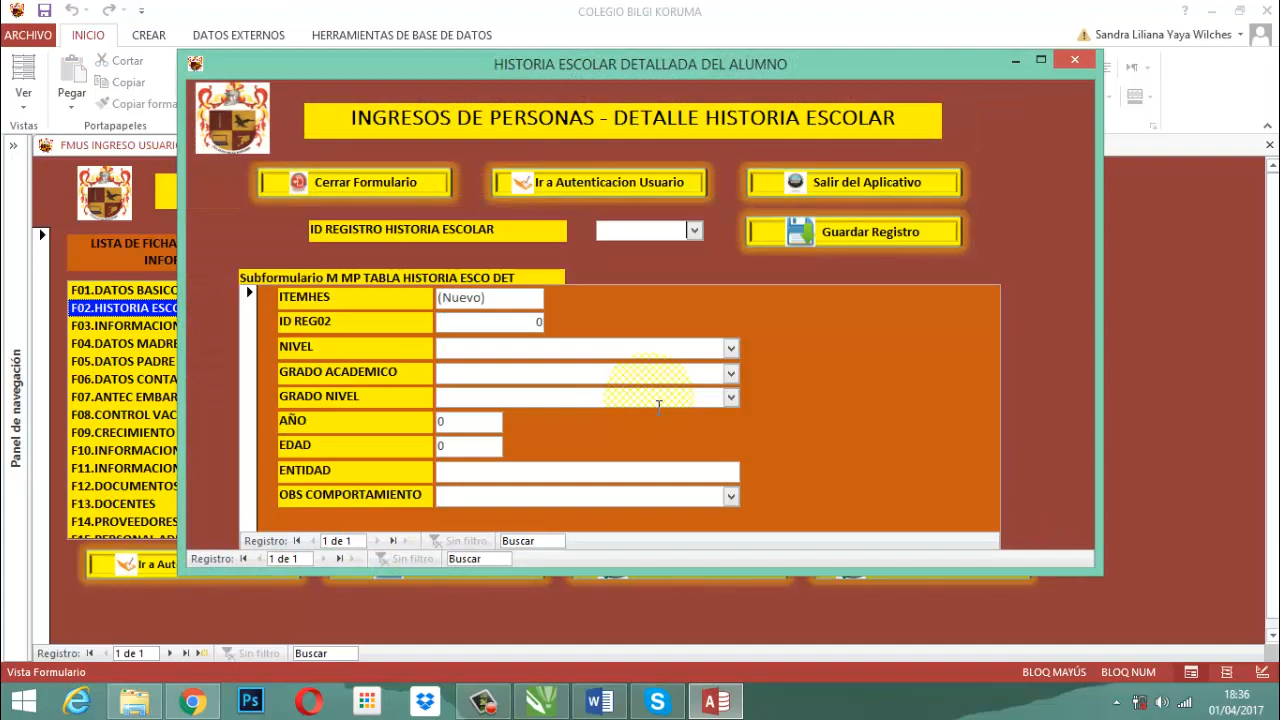 COLEGIO BILGI KORUMA
ARCHIVO INICIO CREAR DATOS EXTERNOS HERRAMIENTAS DE BASE DE DATOS
Sandra Liliana Yaya Wilches
Ver
Vistas
Pegar
Cortar
Copiar
Copiar forma
Portapapeles
HISTORIA ESCOLAR DETALLADA DEL ALUMNO
INGRESOS DE PERSONAS - DETALLE HISTORIA ESCOLAR
Cerrar Formulario
Ir a Autenticacion Usuario
Salir del Aplicativo
ID REGISTRO HISTORIA ESCOLAR
Guardar Registro
Subformulario M MP TABLA HISTORIA ESCO DET
ITEMHES (Nuevo)
ID REG02 0
NIVEL
GRADO ACADEMICO
GRADO NIVEL
AÑO 0
EDAD 0
ENTIDAD
OBS COMPORTAMIENTO
Registro: 1 de 1 Sin filtro Buscar
Registro: 1 de 1 Sin filtro Buscar
FMUS INGRESO USUARIO
LISTA DE FICHA
INFOR
F01.DATOS BASICO
F02.HISTORIA ESCO
F03.INFORMACION
F04.DATOS MADRE
F05.DATOS PADRE
F06.DATOS CONTA
F07.ANTEC EMBAR
F08.CONTROL VAC
F09.CRECIMIENTO
F10.INFORMACION
F11.INFORMACION
F12.DOCUMENTOS
F13.DOCENTES
F14.PROVEEDORES
Ir a Aut
Panel de navegación
Registro: 1 de 1 Sin filtro Buscar
Vista Formulario
BLOQ MAYÚS BLOQ NUM
18:36
01/04/2017